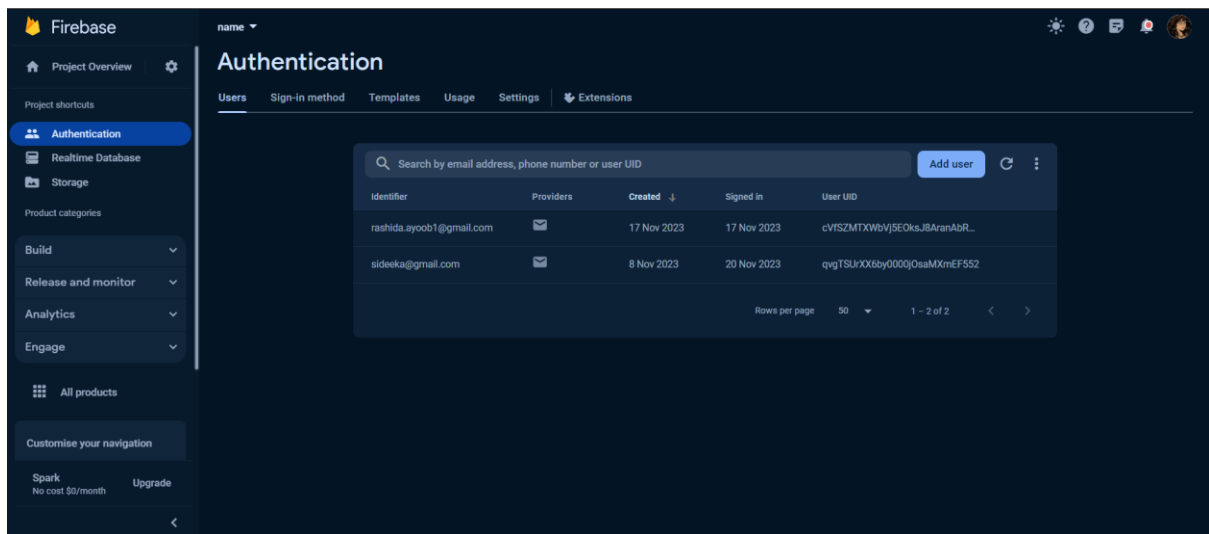 Firebase
name
Project Overview
Authentication
Users Sign-in method Templates Usage Settings Extensions
Project shortcuts
Authentication
Realtime Database
Storage
Product categories
Build
Release and monitor
Analytics
Engage
All products
Customise your navigation
Spark
No cost $0/month
Upgrade
Search by email address, phone number or user UID
Add user
Identifier Providers Created Signed in User UID
rashida.ayoob1@gmail.com 17 Nov 2023 17 Nov 2023 cVfSZMTXWbVj5EOksJ8AranAbR...
sideeka@gmail.com 8 Nov 2023 20 Nov 2023 qvgTSUrXX6by0000jOsaMXmEF552
Rows per page 50 1 – 2 of 2